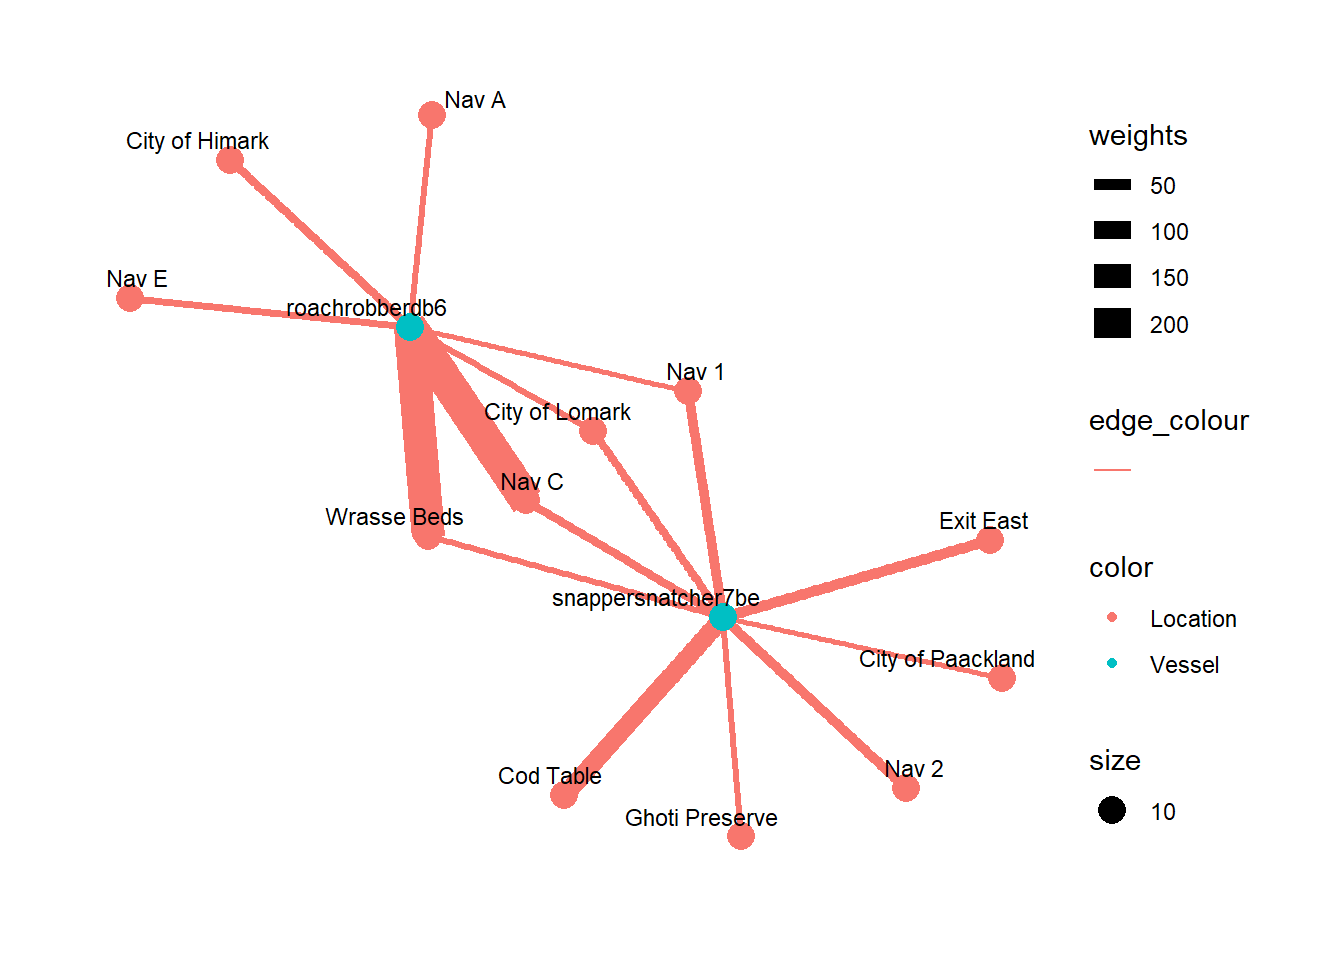 Nav A
City of Himark
Nav E
roachrobberdb6
Nav 1
City of Lomark
Nav C
Wrasse Beds
Exit East
snappersnatcher7be
City of Paackland
Nav 2
Cod Table
Ghoti Preserve
weights
50
100
150
200
edge_colour
color
Location
Vessel
size
10